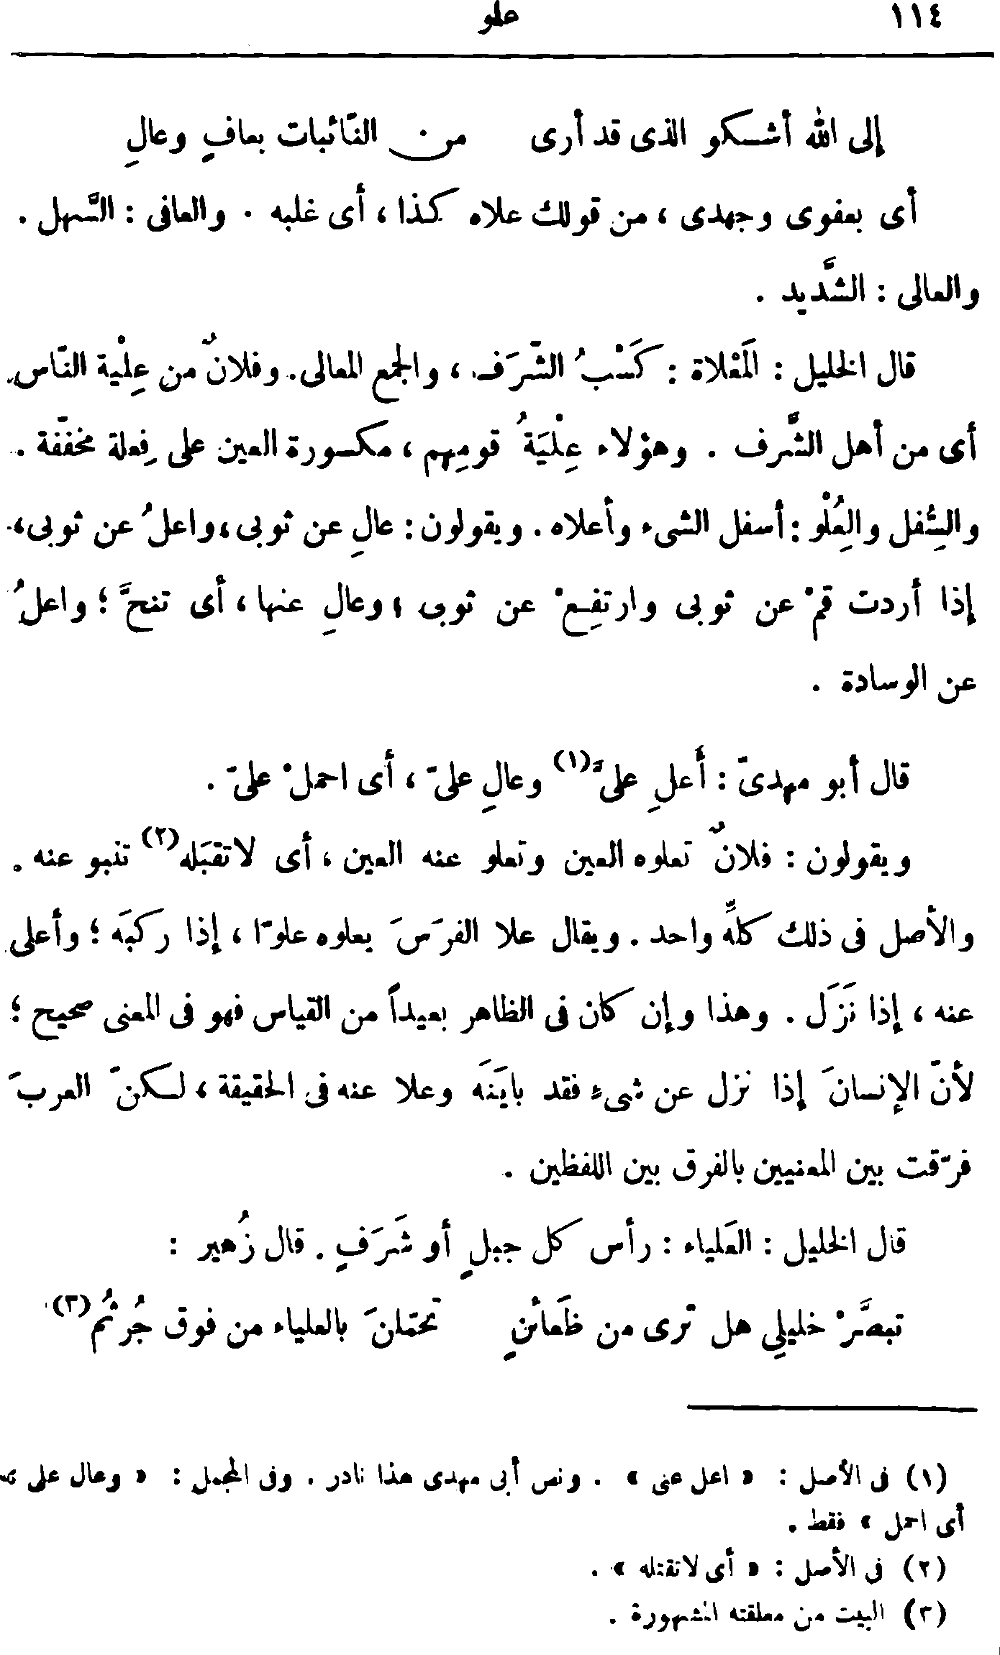 ١١٤
علو
إلى الله أشكو الذى قد أرى من النّائبات بعافٍ وعالِ
أى بعفوى وجهدى ، من قولك علاه كذا ، أى غلبه . والعافى : السَّهل .
والعالى : الشَّديد .
قال الخليل : المَعْلاة : كَسْبُ الشّرَف ، والجمع المعالى. وفلانٌ من عِلْية النّاس
أى من أهل الشَّرف . وهؤلاء عِلْيَةُ قومِهم ، مكسورة العين على فِعلة مخفّفة .
والسُِّفل والعُِلْو : أسفل الشىء وأعلاه . ويقولون : عالِ عن ثوبى ، واعلُ عن ثوبى ،
إذا أردت قمْ عن ثوبى وارتفِعْ عن ثوبى ؛ وعالِ عنها ، أى تنحَّ ؛ واعلُ
عن الوسادة .
قال أبو مهدىّ : أَعلِ علىَّ (١) وعالِ علىّ ، أى احملْ علىّ .
ويقولون : فلانٌ تعلوه العين وتعلو عنه العين ، أى لا تقبَله (٢) تنبو عنه .
والأصل فى ذلك كلِّه واحد . ويقال علا الفرَسَ يعلوه علوًّا ، إذا ركبَه ؛ وأعلى
عنه ، إذا نَزَل . وهذا وإن كان فى الظاهر بعيداً من القياس فهو فى المعنى صحيح ؛
لأنّ الإنسانَ إذا نزل عن شىءٍ فقد بايَنَه وعلا عنه فى الحقيقة ، لكنّ العربَ
فرّقت بين المعنيين بالفرق بين اللفظين .
قال الخليل : العَلياء : رأس كل جبلٍ أو شَرَفٍ . قال زُهير :
تبصَّرْ خليلِى هل ترى من ظَعائنٍ تحمّلنَ بالعلياء من فوق جُرثُم (٣)
(١) فى الأصل : « اعل عنى » . ونص أبى مهدى هذا نادر . وفى المجمل : « وعال على
أى احمل » فقط .
(٢) فى الأصل : « أى لا تقتله » .
(٣) البيت من معلقته المشهورة .